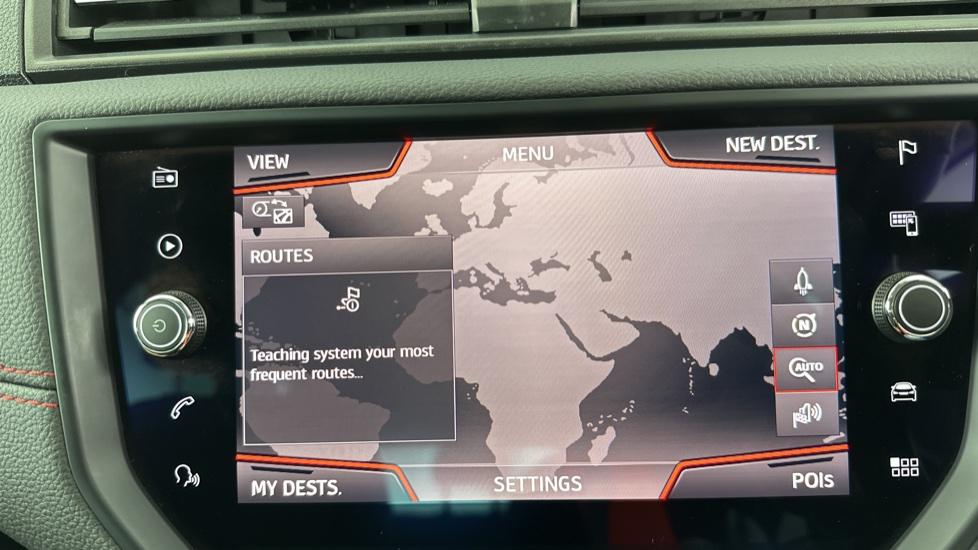 VIEW
MENU
NEW DEST.
ROUTES
Teaching system your most
frequent routes...
N
AUTO
MY DESTS.
SETTINGS
POIs